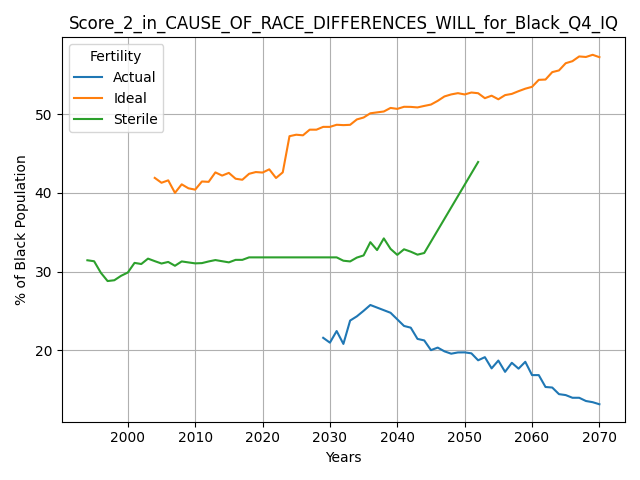 Score_2_in_CAUSE_OF_RACE_DIFFERENCES_WILL_for_Black_Q4_IQ
Fertility
Actual
Ideal
Sterile
% of Black Population
50
40
30
20
2000 2010 2020 2030 2040 2050 2060 2070
Years